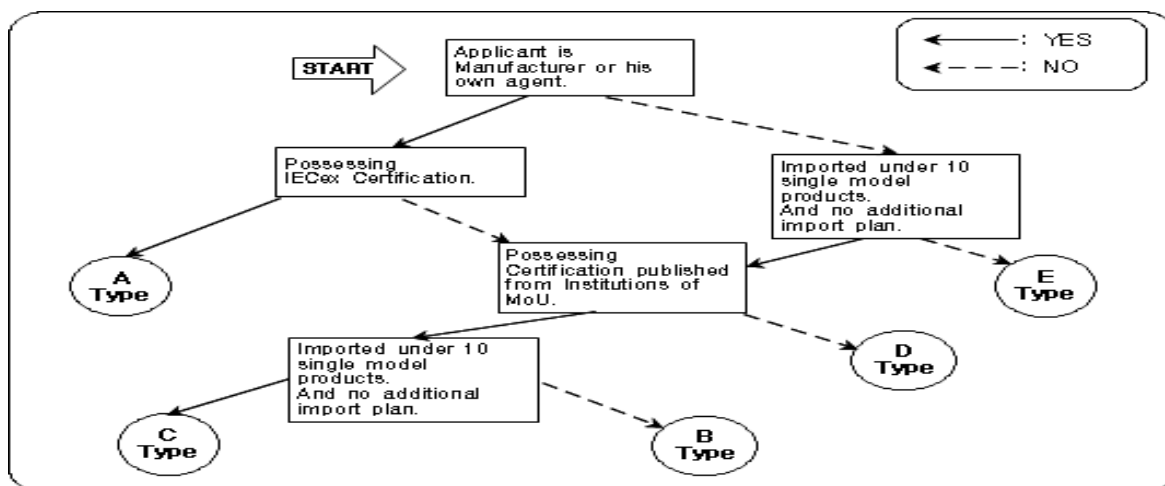 START
Applicant is
Manufacturer or his
own agent.
: YES
: NO
Possessing
IECex Certification.
Imported under 10
single model
products.
And no additional
import plan.
Possessing
Certification published
from Institutions of
MoU.
A
Type
E
Type
Imported under 10
single model
products.
And no additional
import plan.
D
Type
C
Type
B
Type